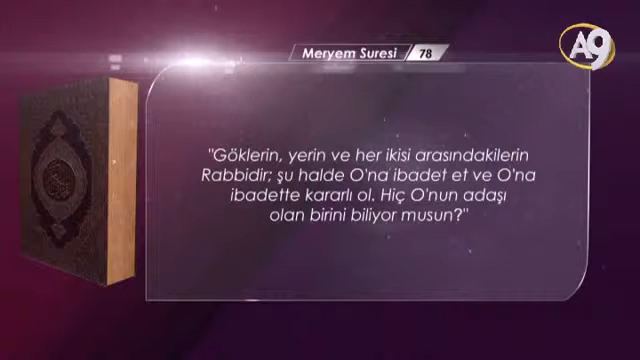 Meryem Suresi 78
A9
"Göklerin, yerin ve her ikisi arasındakilerin
Rabbidir; şu halde O'na ibadet et ve O'na
ibadette kararlı ol. Hiç O'nun adaşı
olan birini biliyor musun?"